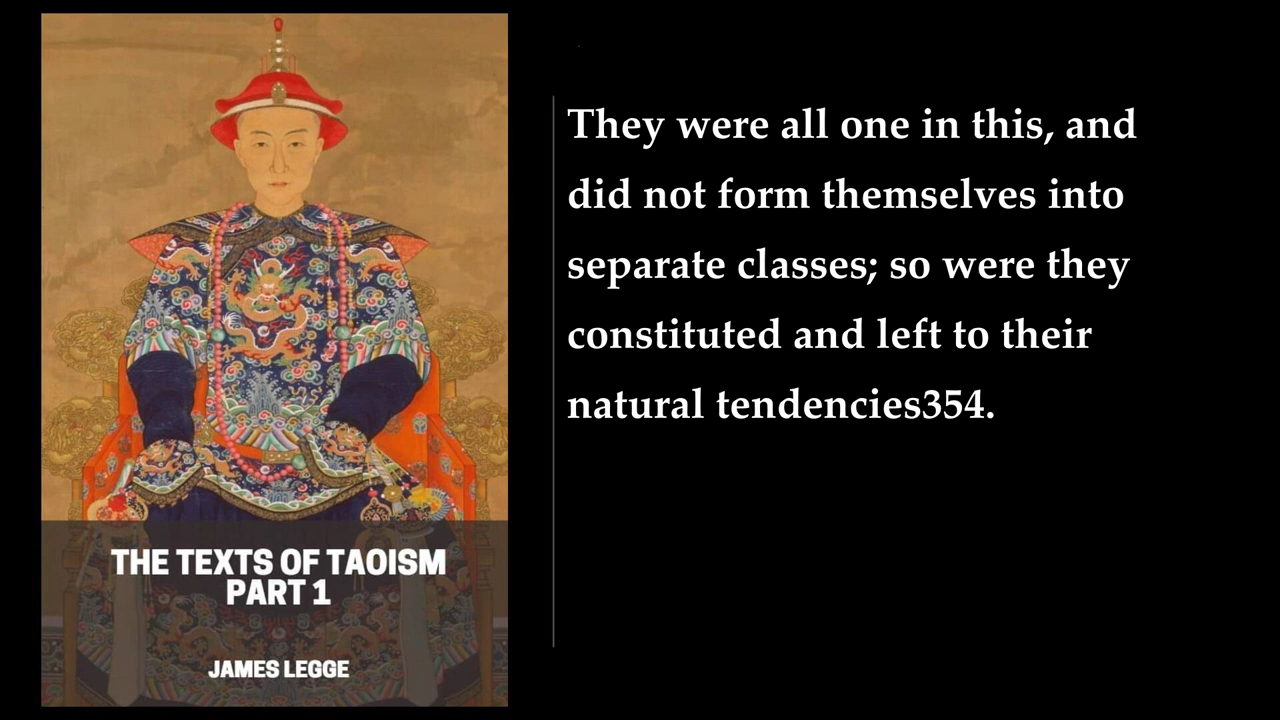 They were all one in this, and
did not form themselves into
separate classes; so were they
constituted and left to their
natural tendencies354.
THE TEXTS OF TAOISM
PART 1
JAMES LEGGE